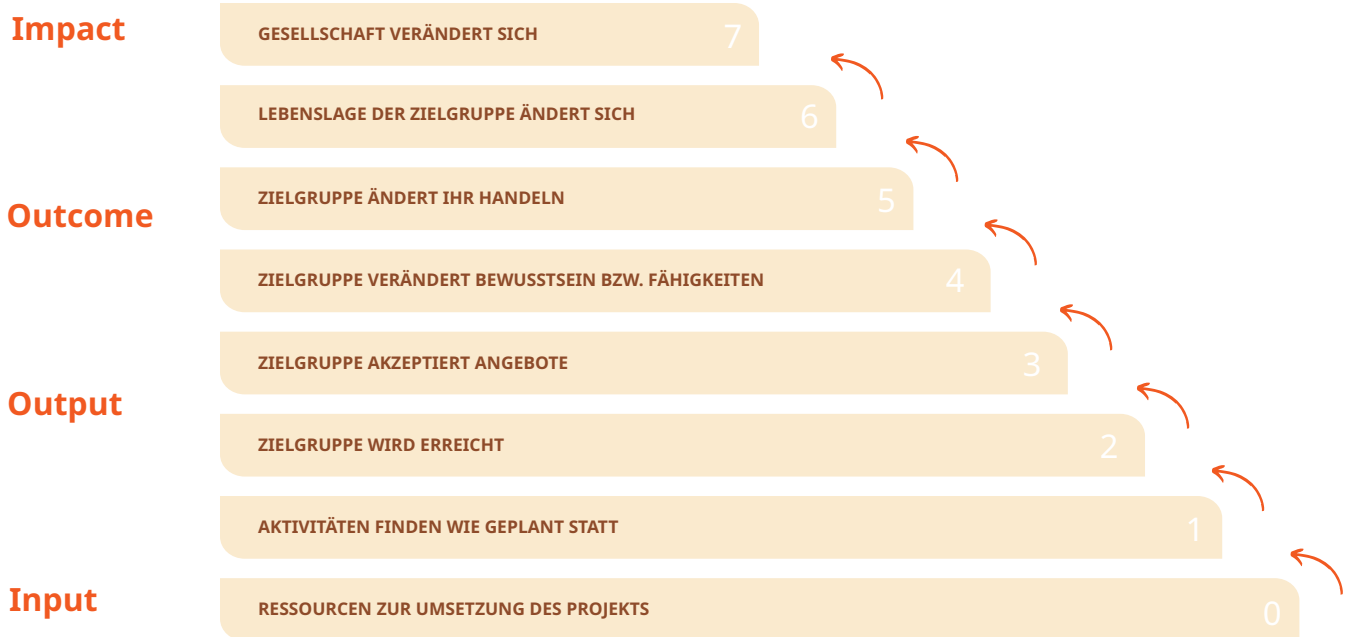 Impact
GESELLSCHAFT VERÄNDERT SICH 7
LEBENSLAGE DER ZIELGRUPPE ÄNDERT SICH 6
Outcome
ZIELGRUPPE ÄNDERT IHR HANDELN 5
ZIELGRUPPE VERÄNDERT BEWUSSTSEIN BZW. FÄHIGKEITEN 4
ZIELGRUPPE AKZEPTIERT ANGEBOTE 3
Output
ZIELGRUPPE WIRD ERREICHT 2
AKTIVITÄTEN FINDEN WIE GEPLANT STATT 1
Input
RESSOURCEN ZUR UMSETZUNG DES PROJEKTS 0